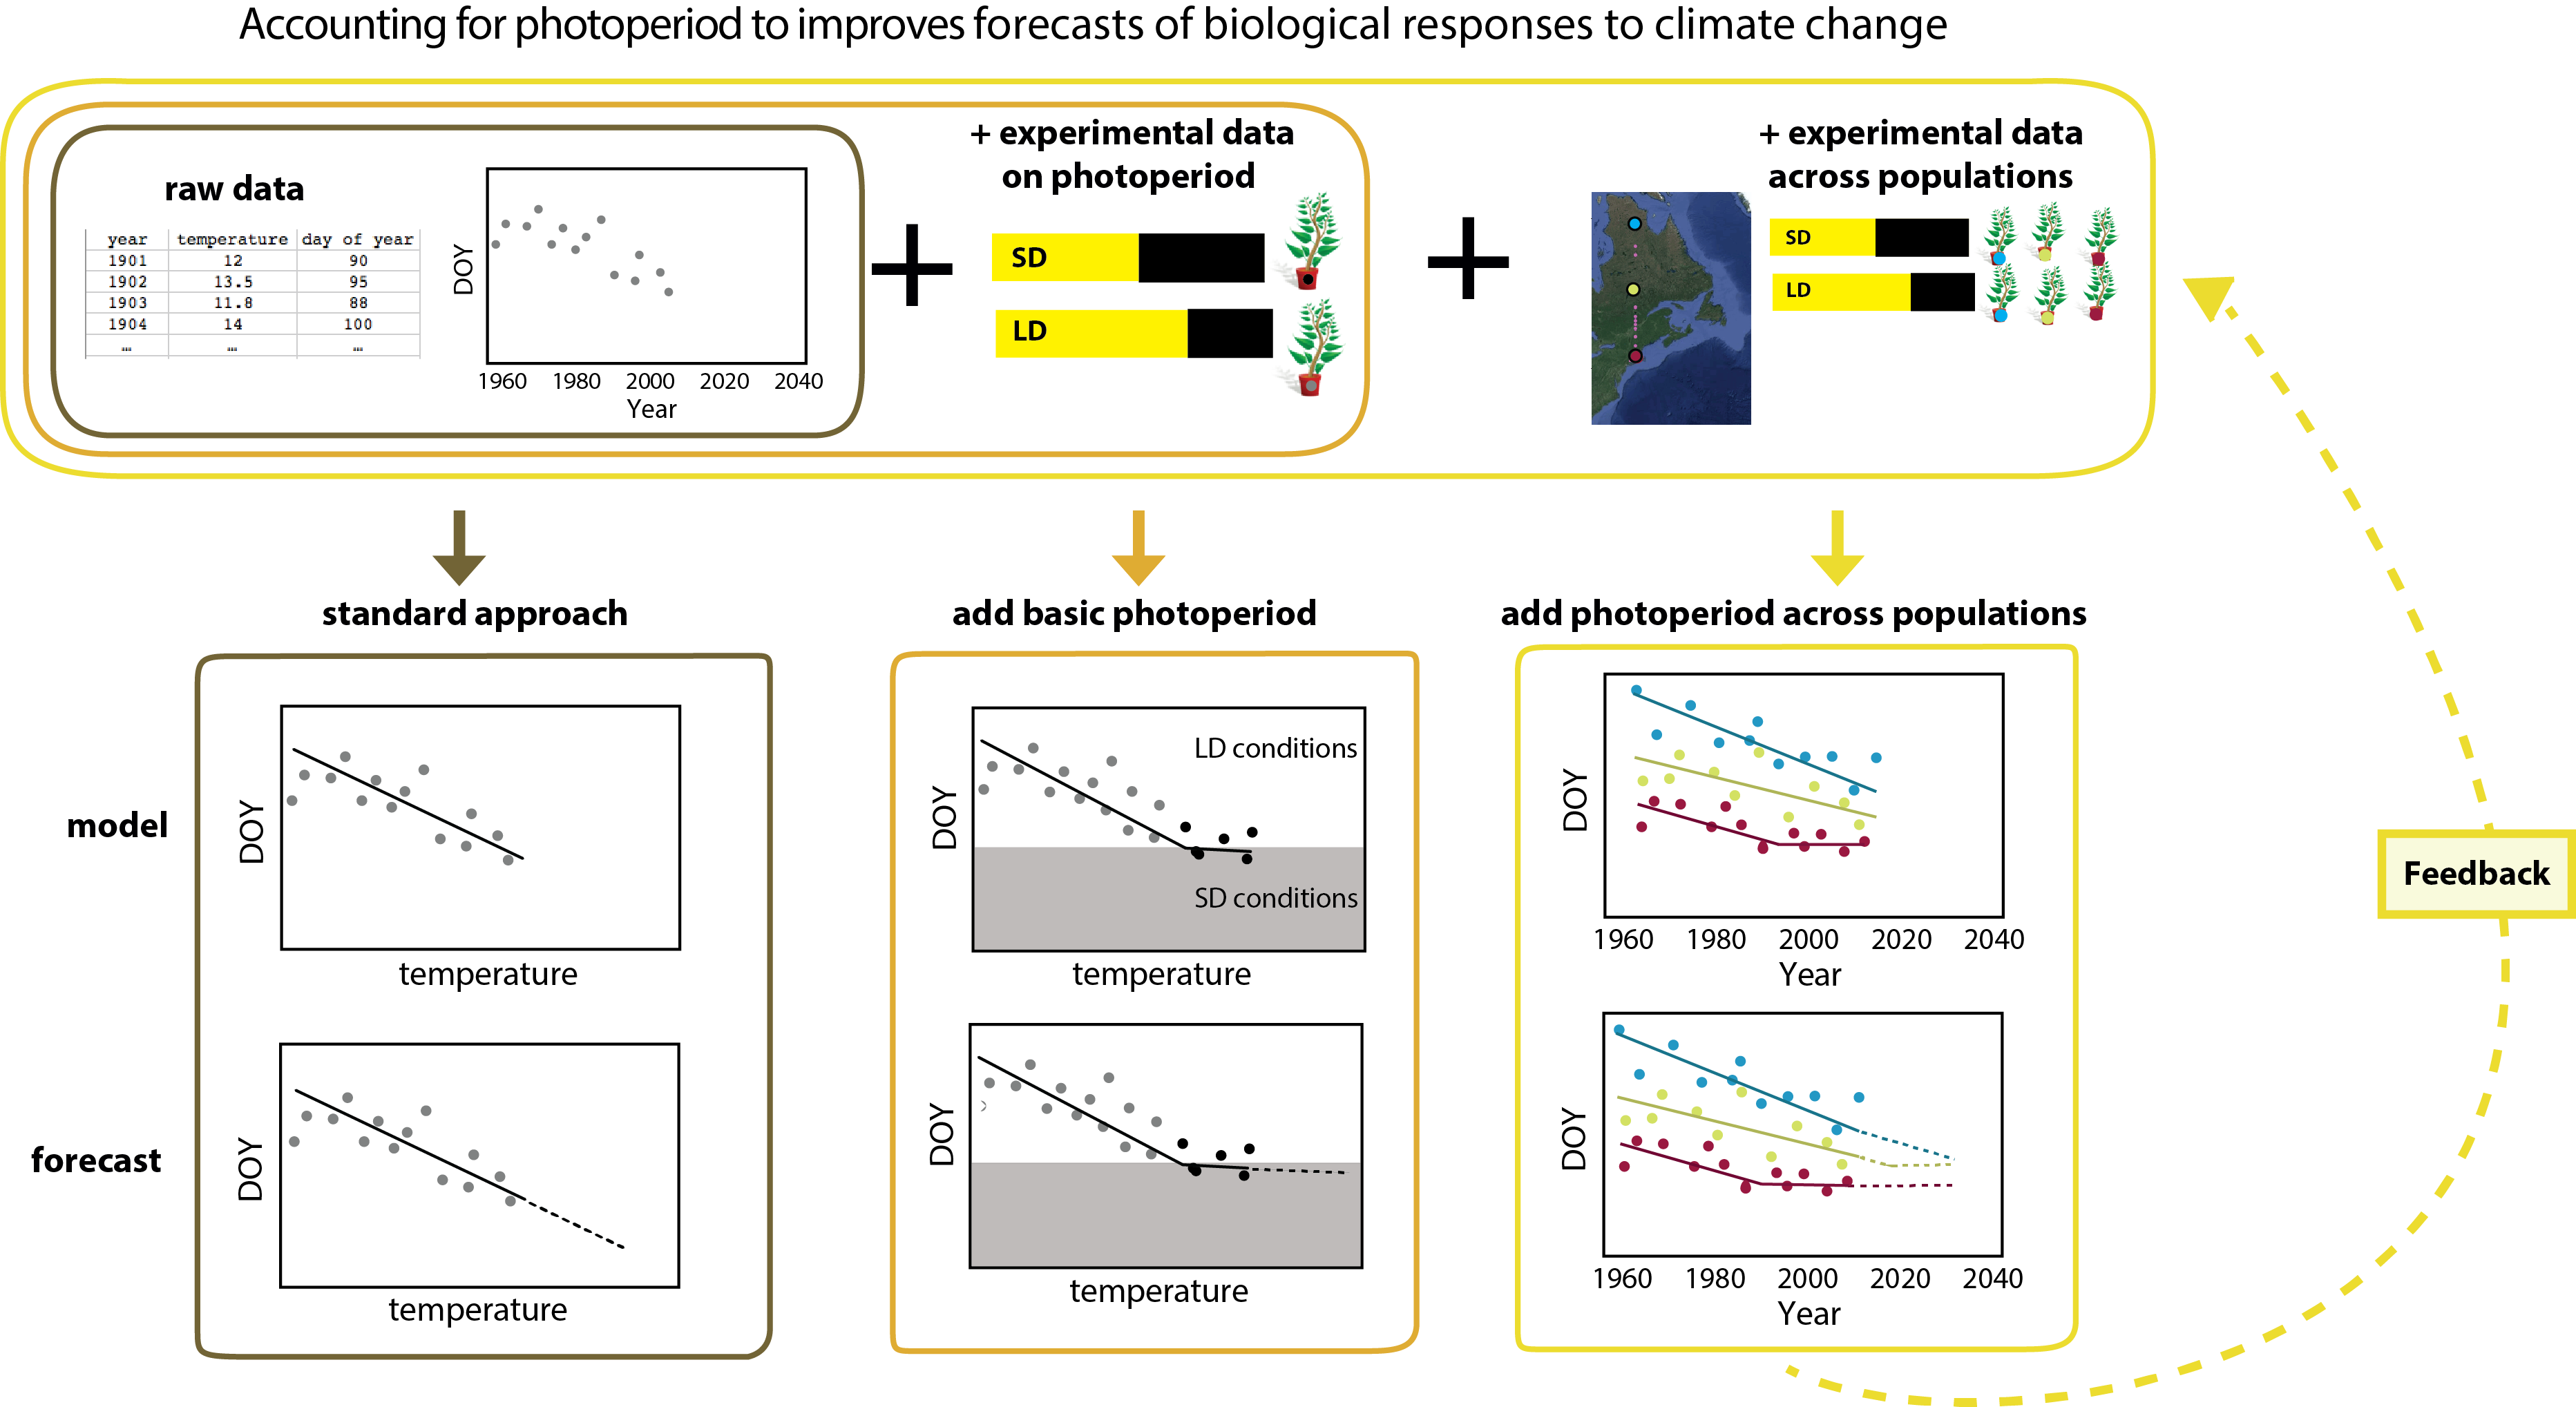 Accounting for photoperiod to improves forecasts of biological responses to climate change
raw data
year temperature day of year
1901 12 90
1902 13.5 95
1903 11.8 88
1904 14 100
... ... ...
DOY
1960 1980 2000 2020 2040
Year
+
+ experimental data
on photoperiod
SD
LD
+
+ experimental data
across populations
SD
LD
standard approach
add basic photoperiod
add photoperiod across populations
model
DOY
temperature
DOY
LD conditions
SD conditions
temperature
DOY
1960 1980 2000 2020 2040
Year
Feedback
forecast
DOY
temperature
DOY
temperature
DOY
1960 1980 2000 2020 2040
Year